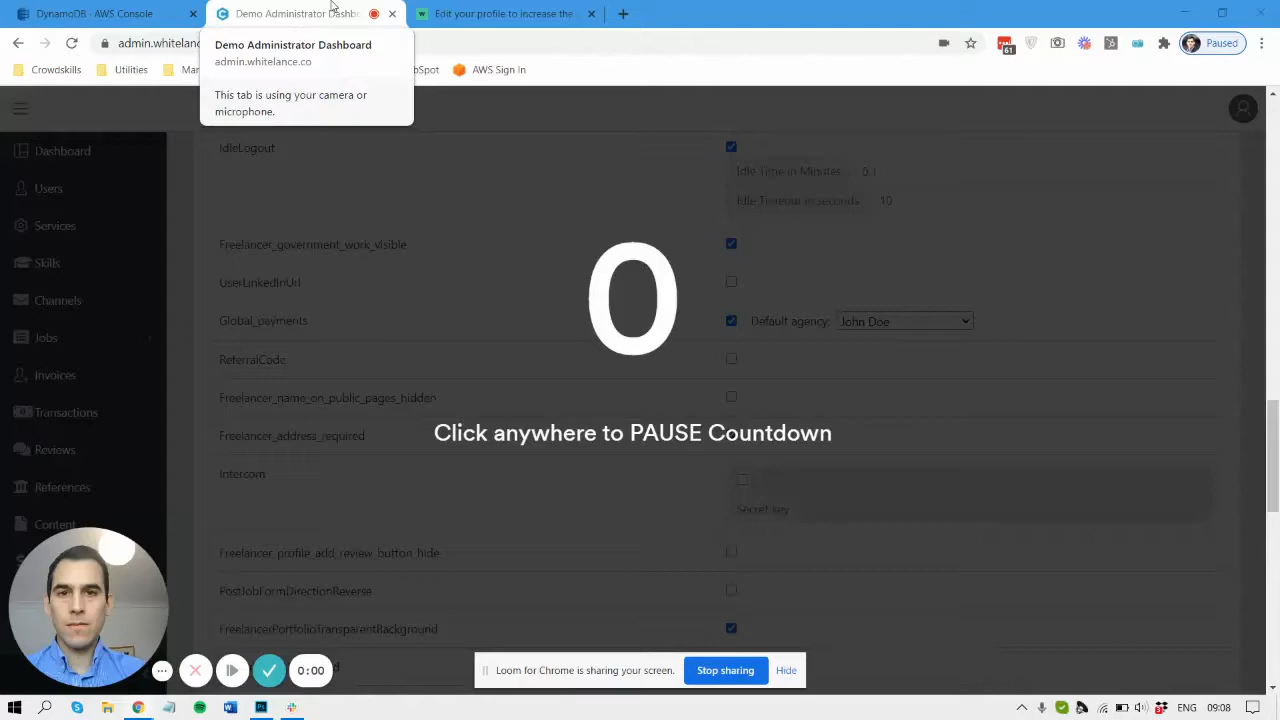 DynamoDB - AWS Console
Demo Administrator Dashbo
Edit your profile to increase the
admin.whitelanc
61
Paused
Demo Administrator Dashboard
admin.whitelance.co
This tab is using your camera or
microphone.
Crowdskills
Utilities
Mar
bSpot
AWS Sign In
Dashboard
Users
Services
Skills
Channels
Jobs
Invoices
Transactions
Reviews
References
Content
IdleLogout
Idle Time in Minutes 0.1
Idle Timeout in seconds 10
Freelancer_government_work_visible
UserLinkedInUrl
Global_payments
Default agency: John Doe
ReferralCode
Freelancer_name_on_public_pages_hidden
Freelancer_address_required
Intercom
Secret key
Freelancer_profile_add_review_button_hide
PostJobFormDirectionReverse
FreelancerPortfolioTransparentBackground
0
Click anywhere to PAUSE Countdown
0:00
Loom for Chrome is sharing your screen.
Stop sharing
Hide
ENG
09:08